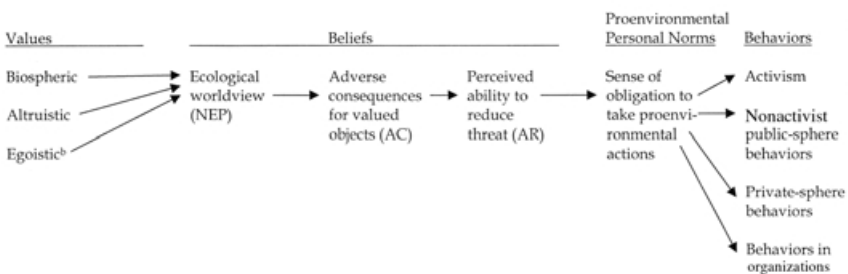 Proenvironmental
Values Beliefs Personal Norms Behaviors
Biospheric
Altruistic
Egoisticᵇ
Ecological
worldview
(NEP)
Adverse
consequences
for valued
objects (AC)
Perceived
ability to
reduce
threat (AR)
Sense of
obligation to
take proenvi-
ronmental
actions
Activism
Nonactivist
public-sphere
behaviors
Private-sphere
behaviors
Behaviors in
organizations